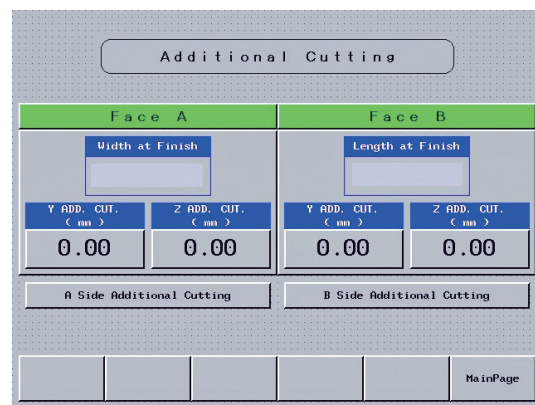 Additional Cutting
Face A
Face B
Width at Finish
Length at Finish
Y ADD. CUT.
( mm )
Z ADD. CUT.
( mm )
Y ADD. CUT.
( mm )
Z ADD. CUT.
( mm )
0.00
0.00
0.00
0.00
A Side Additional Cutting
B Side Additional Cutting
MainPage